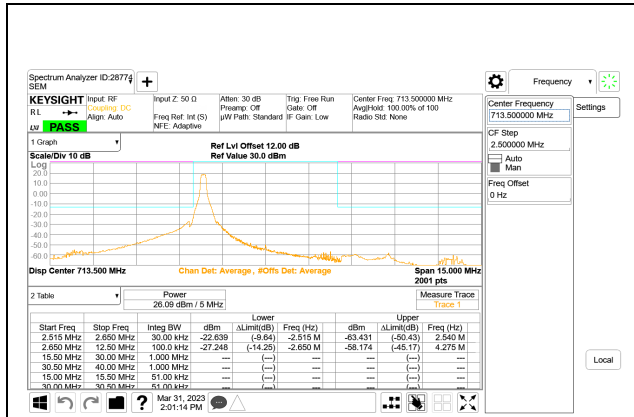 Spectrum Analyzer ID:28774
SEM
Frequency
KEYSIGHT
RL
LW PASS
Input: RF
Coupling: DC
Align: Auto
Input Z: 50 Ω
Freq Ref: Int (S)
NFE: Adaptive
Atten: 30 dB
Preamp: Off
µW Path: Standard
Trig: Free Run
Gate: Off
IF Gain: Low
Center Freq: 713.500000 MHz
Avg|Hold: 100.00% of 100
Radio Std: None
Center Frequency
713.500000 MHz
Settings
CF Step
2.500000 MHz
Auto
Man
Freq Offset
0 Hz
Local
1 Graph
Scale/Div 10 dB
Ref Lvl Offset 12.00 dB
Ref Value 30.0 dBm
Log
20.0
10.0
0.00
-10.0
-20.0
-30.0
-40.0
-50.0
-60.0
Disp Center 713.500 MHz
Chan Det: Average, #Offs Det: Average
Span 15.000 MHz
2001 pts
2 Table
Power
26.09 dBm / 5 MHz
Measure Trace
Trace 1
Lower Upper
Start Freq Stop Freq Integ BW dBm ΔLimit(dB) Freq (Hz) dBm ΔLimit(dB) Freq (Hz)
2.515 MHz 2.650 MHz 30.00 kHz -22.639 (-9.64) -2.515 M -63.431 (-50.43) 2.540 M
2.650 MHz 12.50 MHz 100.0 kHz -27.248 (-14.25) -2.650 M -58.174 (-45.17) 4.275 M
15.50 MHz 30.00 MHz 1.000 MHz --- (---) --- --- (---) ---
30.50 MHz 40.00 MHz 1.000 MHz --- (---) --- --- (---) ---
15.00 MHz 15.50 MHz 51.00 kHz --- (---) --- --- (---) ---
30.00 MHz 30.50 MHz 51.00 kHz --- (---) --- --- (---) ---
Mar 31, 2023
2:01:14 PM